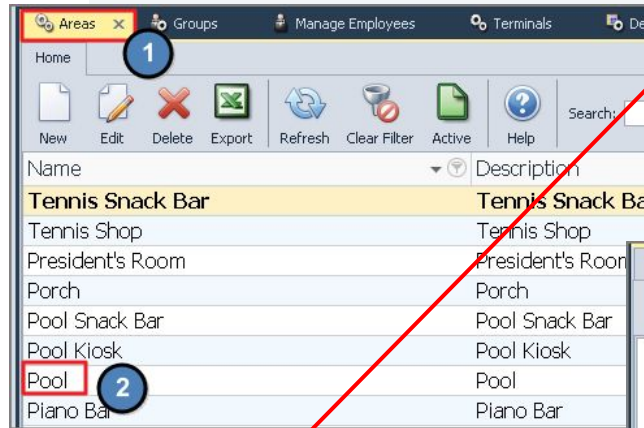 Areas Groups Manage Employees Terminals De
Home 1
New Edit Delete Export Refresh Clear Filter Active Help Search:
Name Description
Tennis Snack Bar Tennis Snack Ba
Tennis Shop Tennis Shop
President's Room President's Room
Porch Porch
Pool Snack Bar Pool Snack Bar
Pool Kiosk Pool Kiosk
Pool 2 Pool
Piano Bar Piano Bar